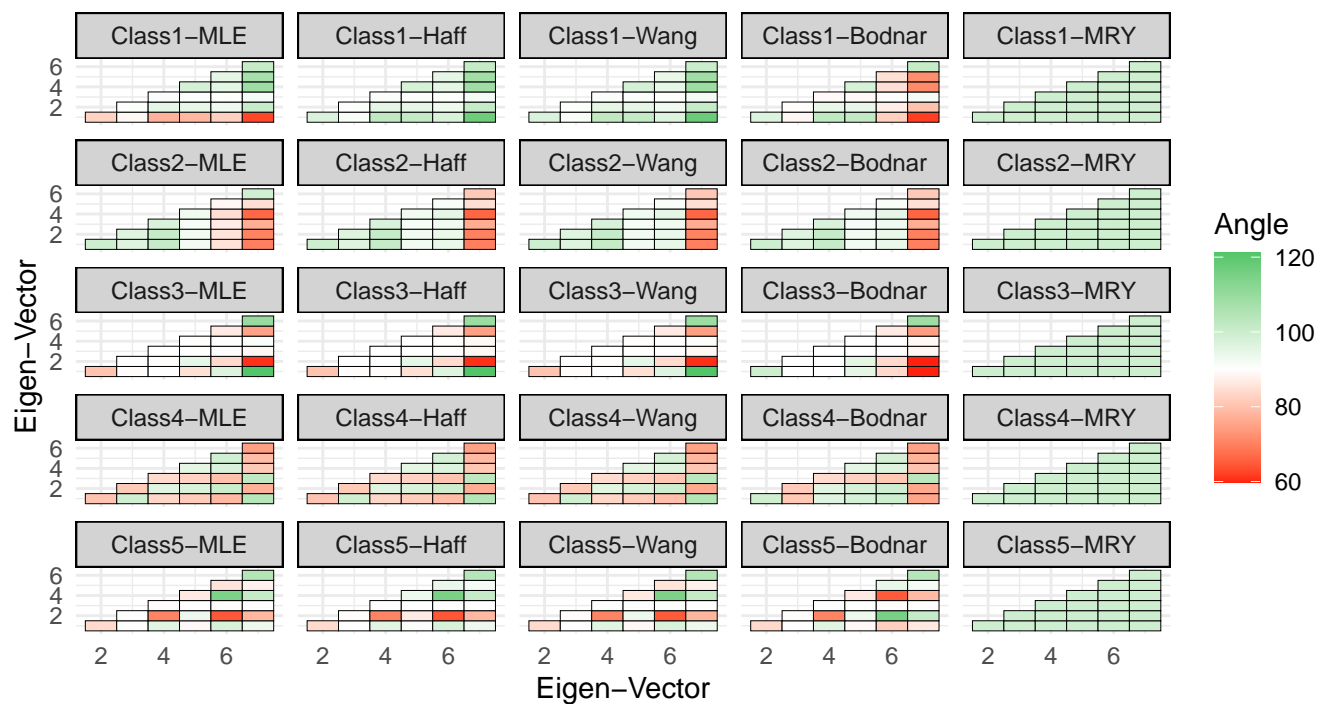 Class1−MLE Class1−Haff Class1−Wang Class1−Bodnar Class1−MRY
6
4
2
Class2−MLE Class2−Haff Class2−Wang Class2−Bodnar Class2−MRY
6
4
2
Class3−MLE Class3−Haff Class3−Wang Class3−Bodnar Class3−MRY
6
4
2
Class4−MLE Class4−Haff Class4−Wang Class4−Bodnar Class4−MRY
6
4
2
Class5−MLE Class5−Haff Class5−Wang Class5−Bodnar Class5−MRY
6
4
2
2 4 6 2 4 6 2 4 6 2 4 6 2 4 6
Eigen−Vector
Eigen−Vector
Angle
120
100
80
60